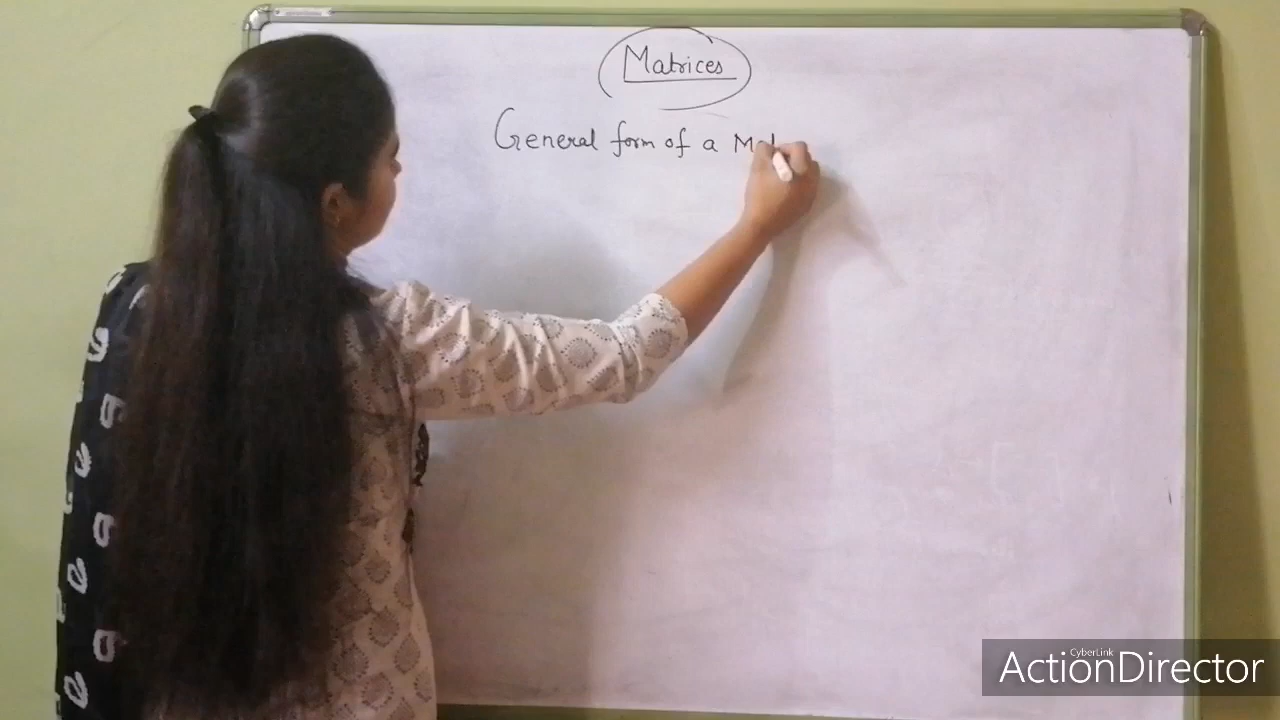 Matrices
General form of a Mat
CyberLink
ActionDirector